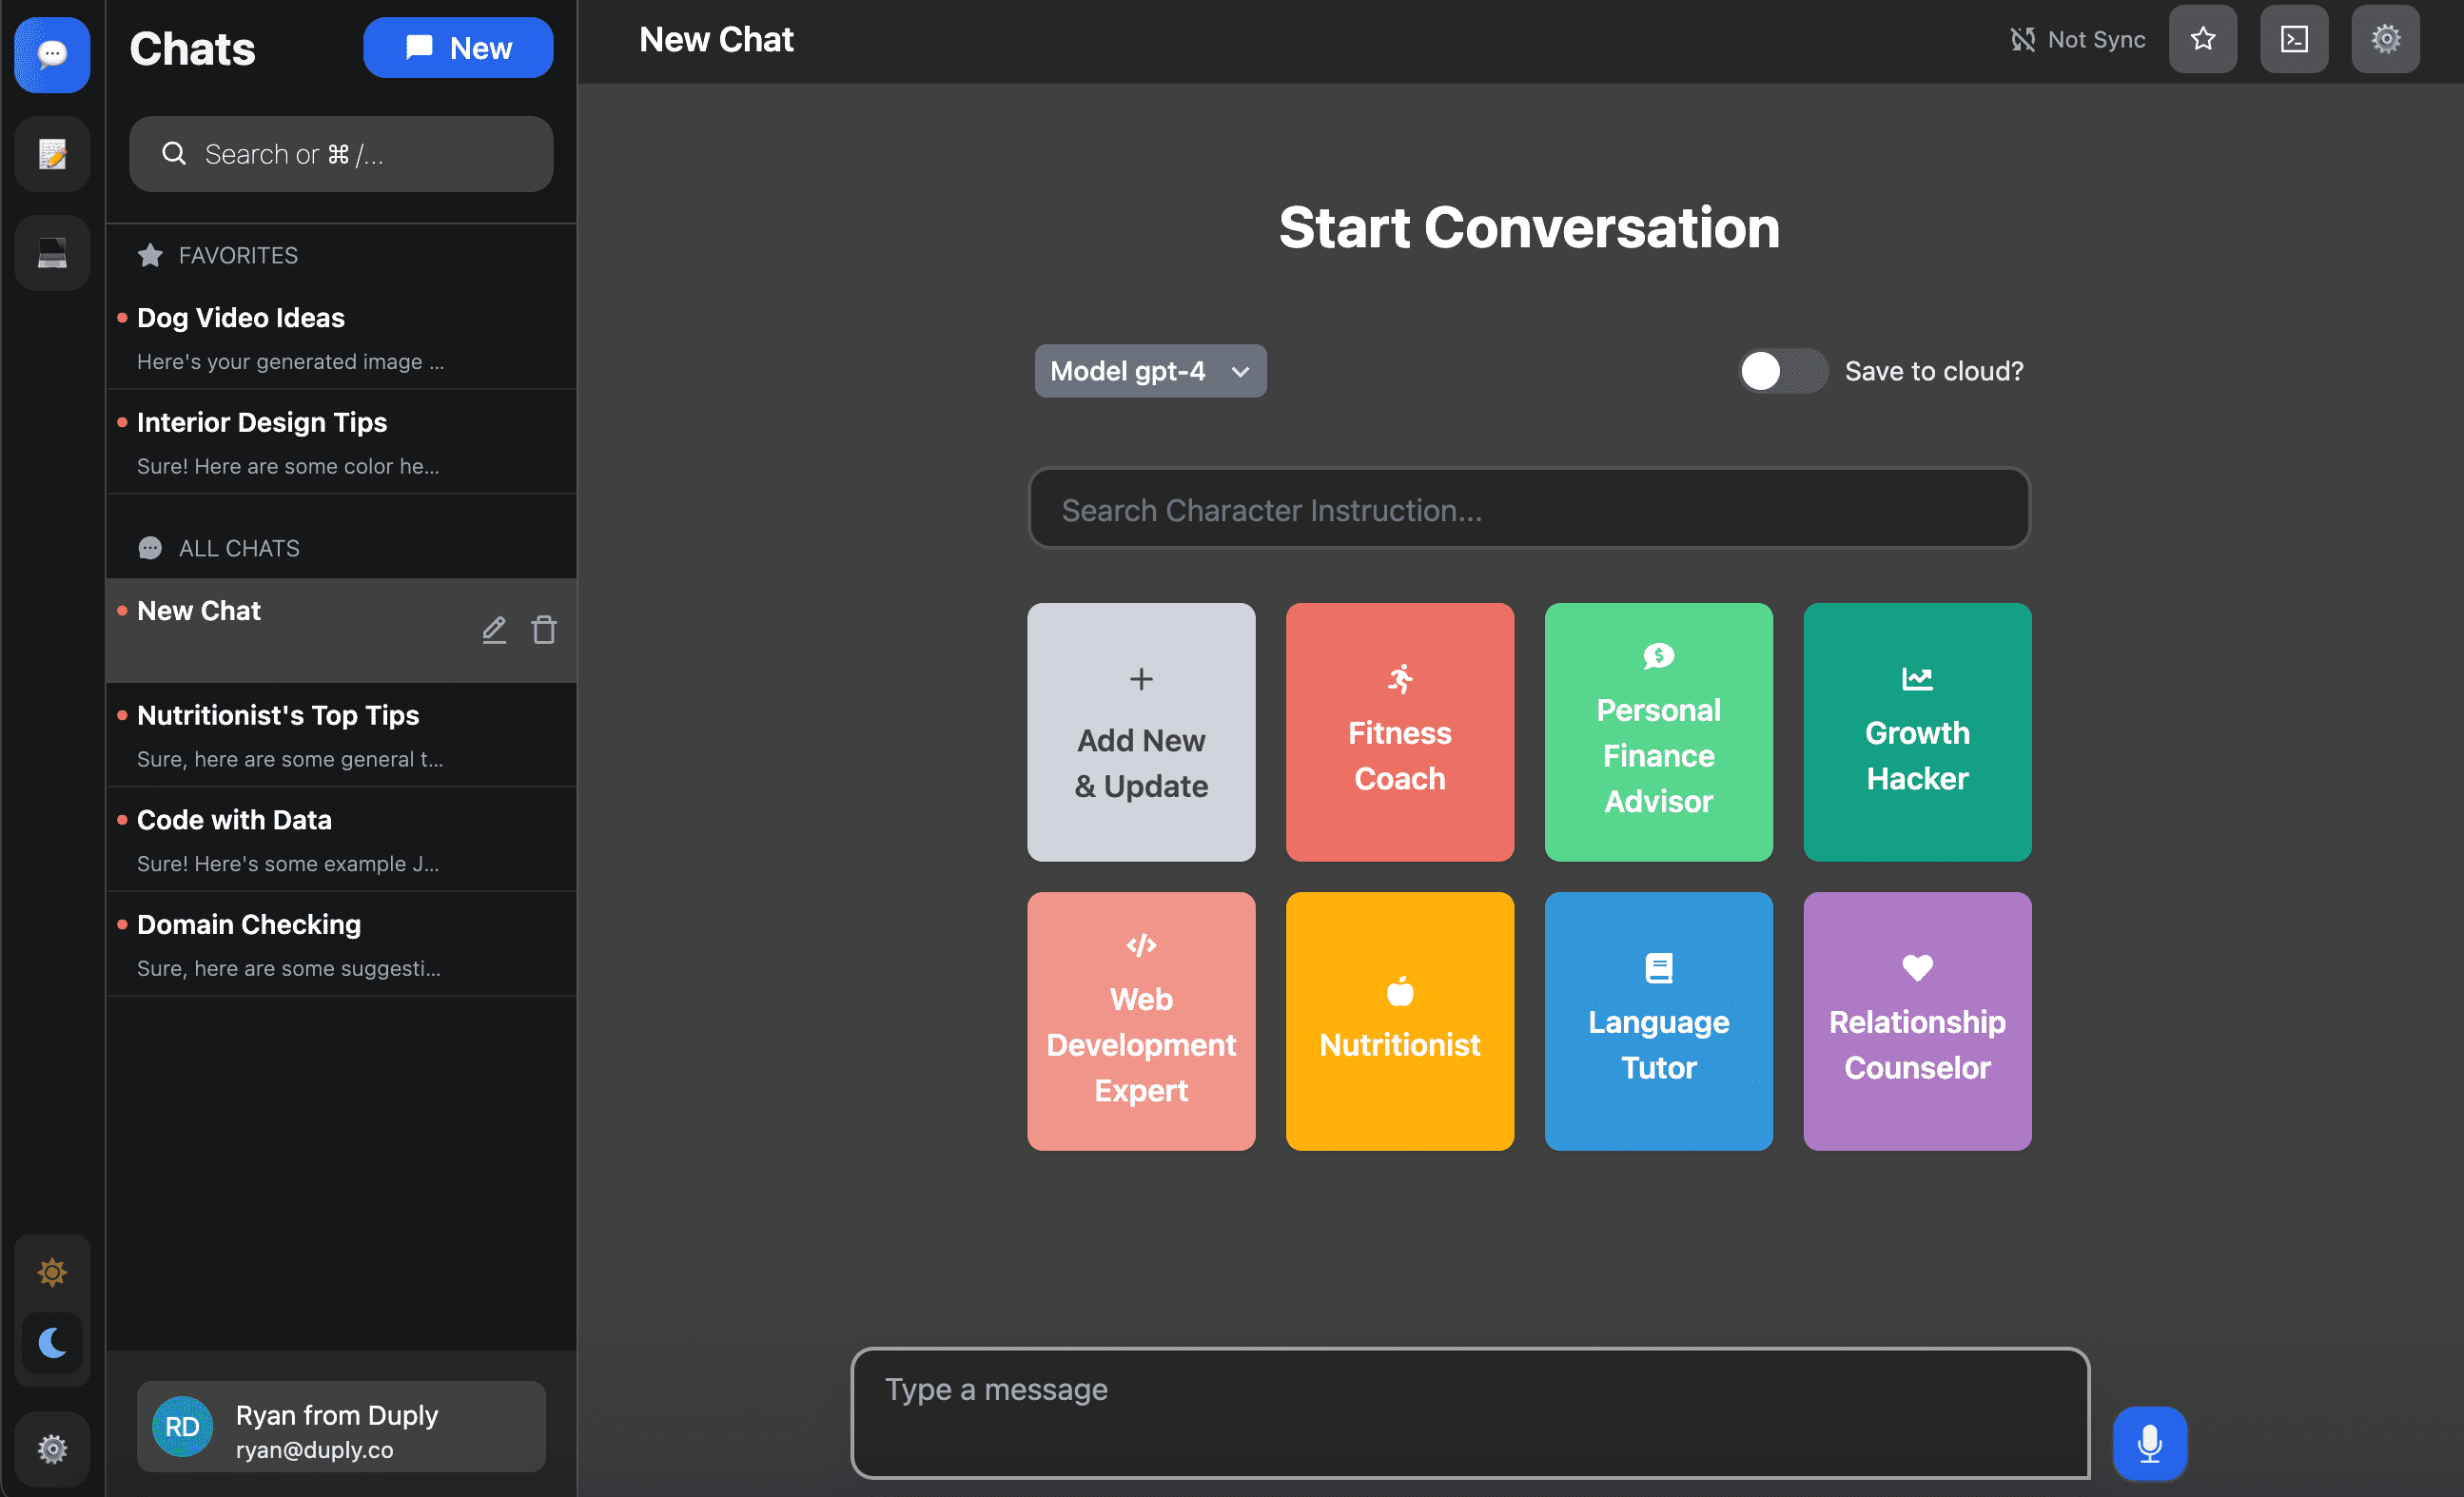 Chats
New
Search or ⌘ /...
FAVORITES
Dog Video Ideas
Here's your generated image ...
Interior Design Tips
Sure! Here are some color he...
ALL CHATS
New Chat
Nutritionist's Top Tips
Sure, here are some general t...
Code with Data
Sure! Here's some example J...
Domain Checking
Sure, here are some suggesti...
RD
Ryan from Duply
ryan@duply.co
New Chat
Not Sync
Start Conversation
Model gpt-4
Save to cloud?
Search Character Instruction...
Add New
& Update
Fitness
Coach
Personal
Finance
Advisor
Growth
Hacker
Web
Development
Expert
Nutritionist
Language
Tutor
Relationship
Counselor
Type a message